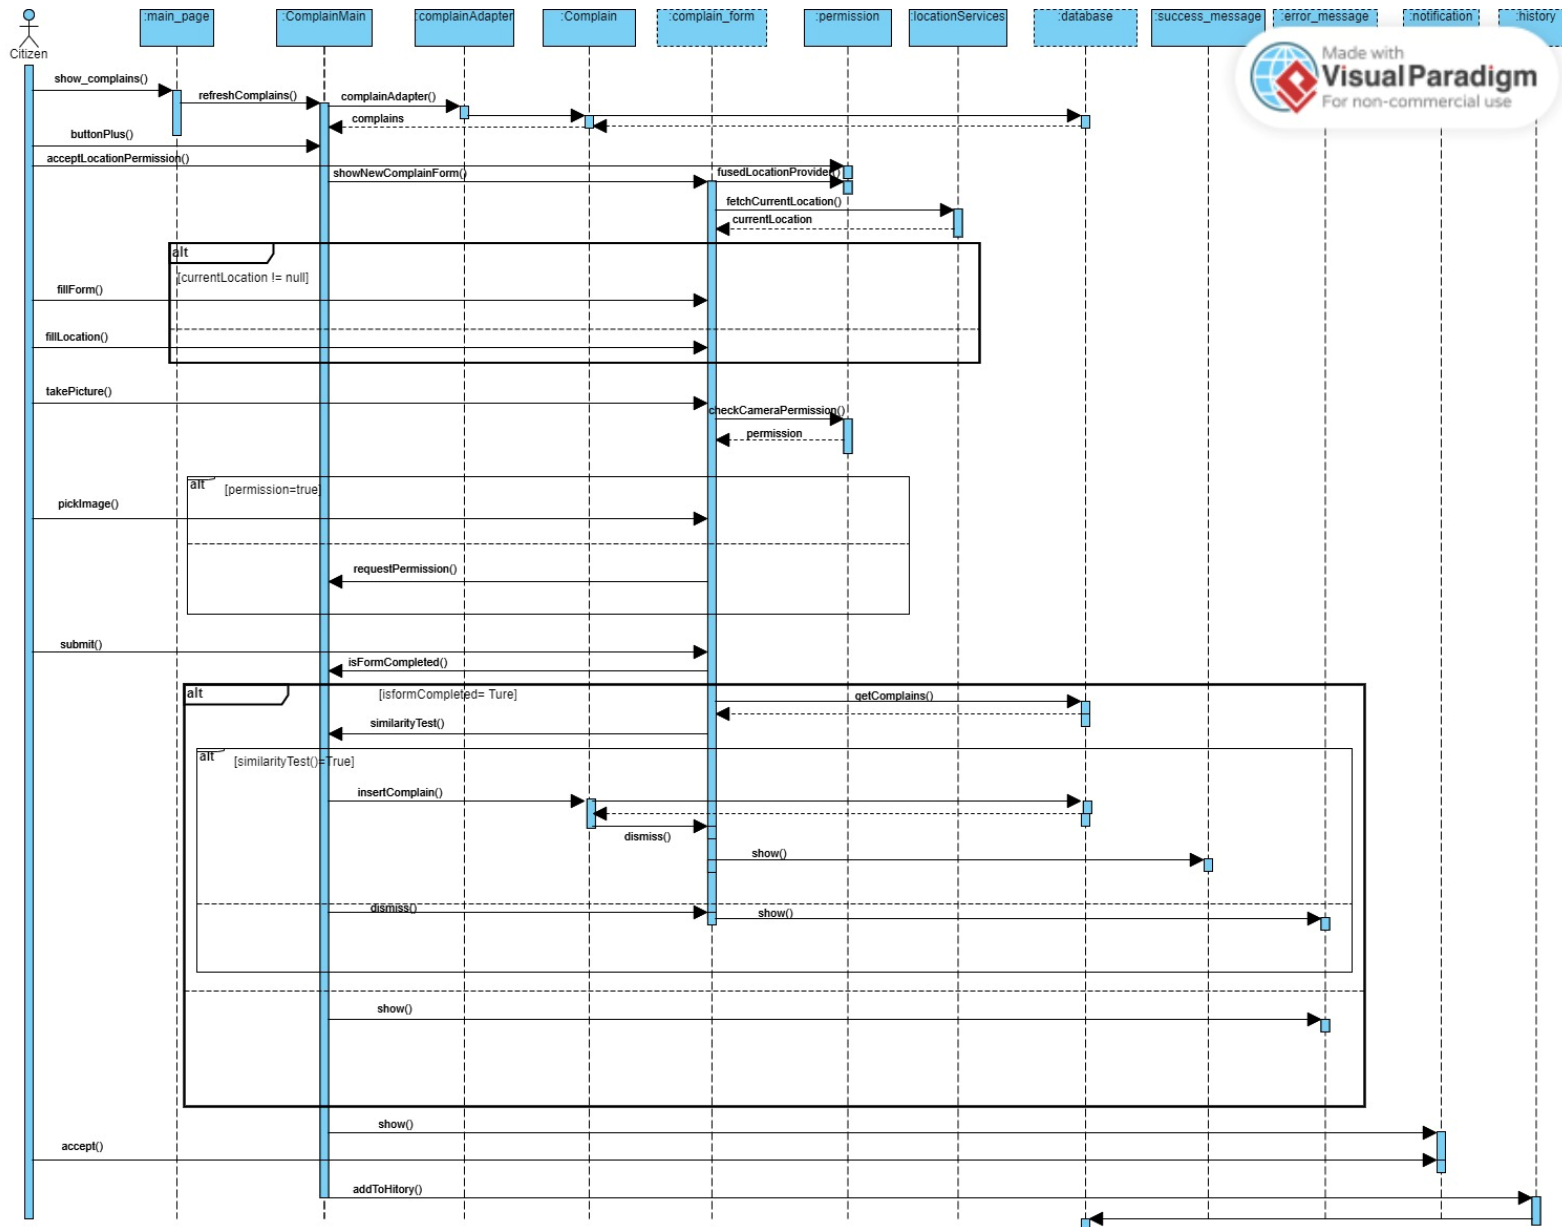 :main_page
:ComplainMain
:complainAdapter
:Complain
:complain_form
:permission
:locationServices
:database
:success_message
:error_message
:notification
:history
Citizen
Made with
Visual Paradigm
For non-commercial use
show_complains()
refreshComplains()
complainAdapter()
complains
buttonPlus()
acceptLocationPermission()
showNewComplainForm()
fusedLocationProvider()
fetchCurrentLocation()
currentLocation
alt
[currentLocation != null]
fillForm()
fillLocation()
takePicture()
checkCameraPermission()
permission
alt
[permission=true]
pickImage()
requestPermission()
submit()
isFormCompleted()
alt
[isformCompleted= Ture]
getComplains()
similarityTest()
alt
[similarityTest()=True]
insertComplain()
dismiss()
show()
dismiss()
show()
show()
show()
accept()
addToHitory()